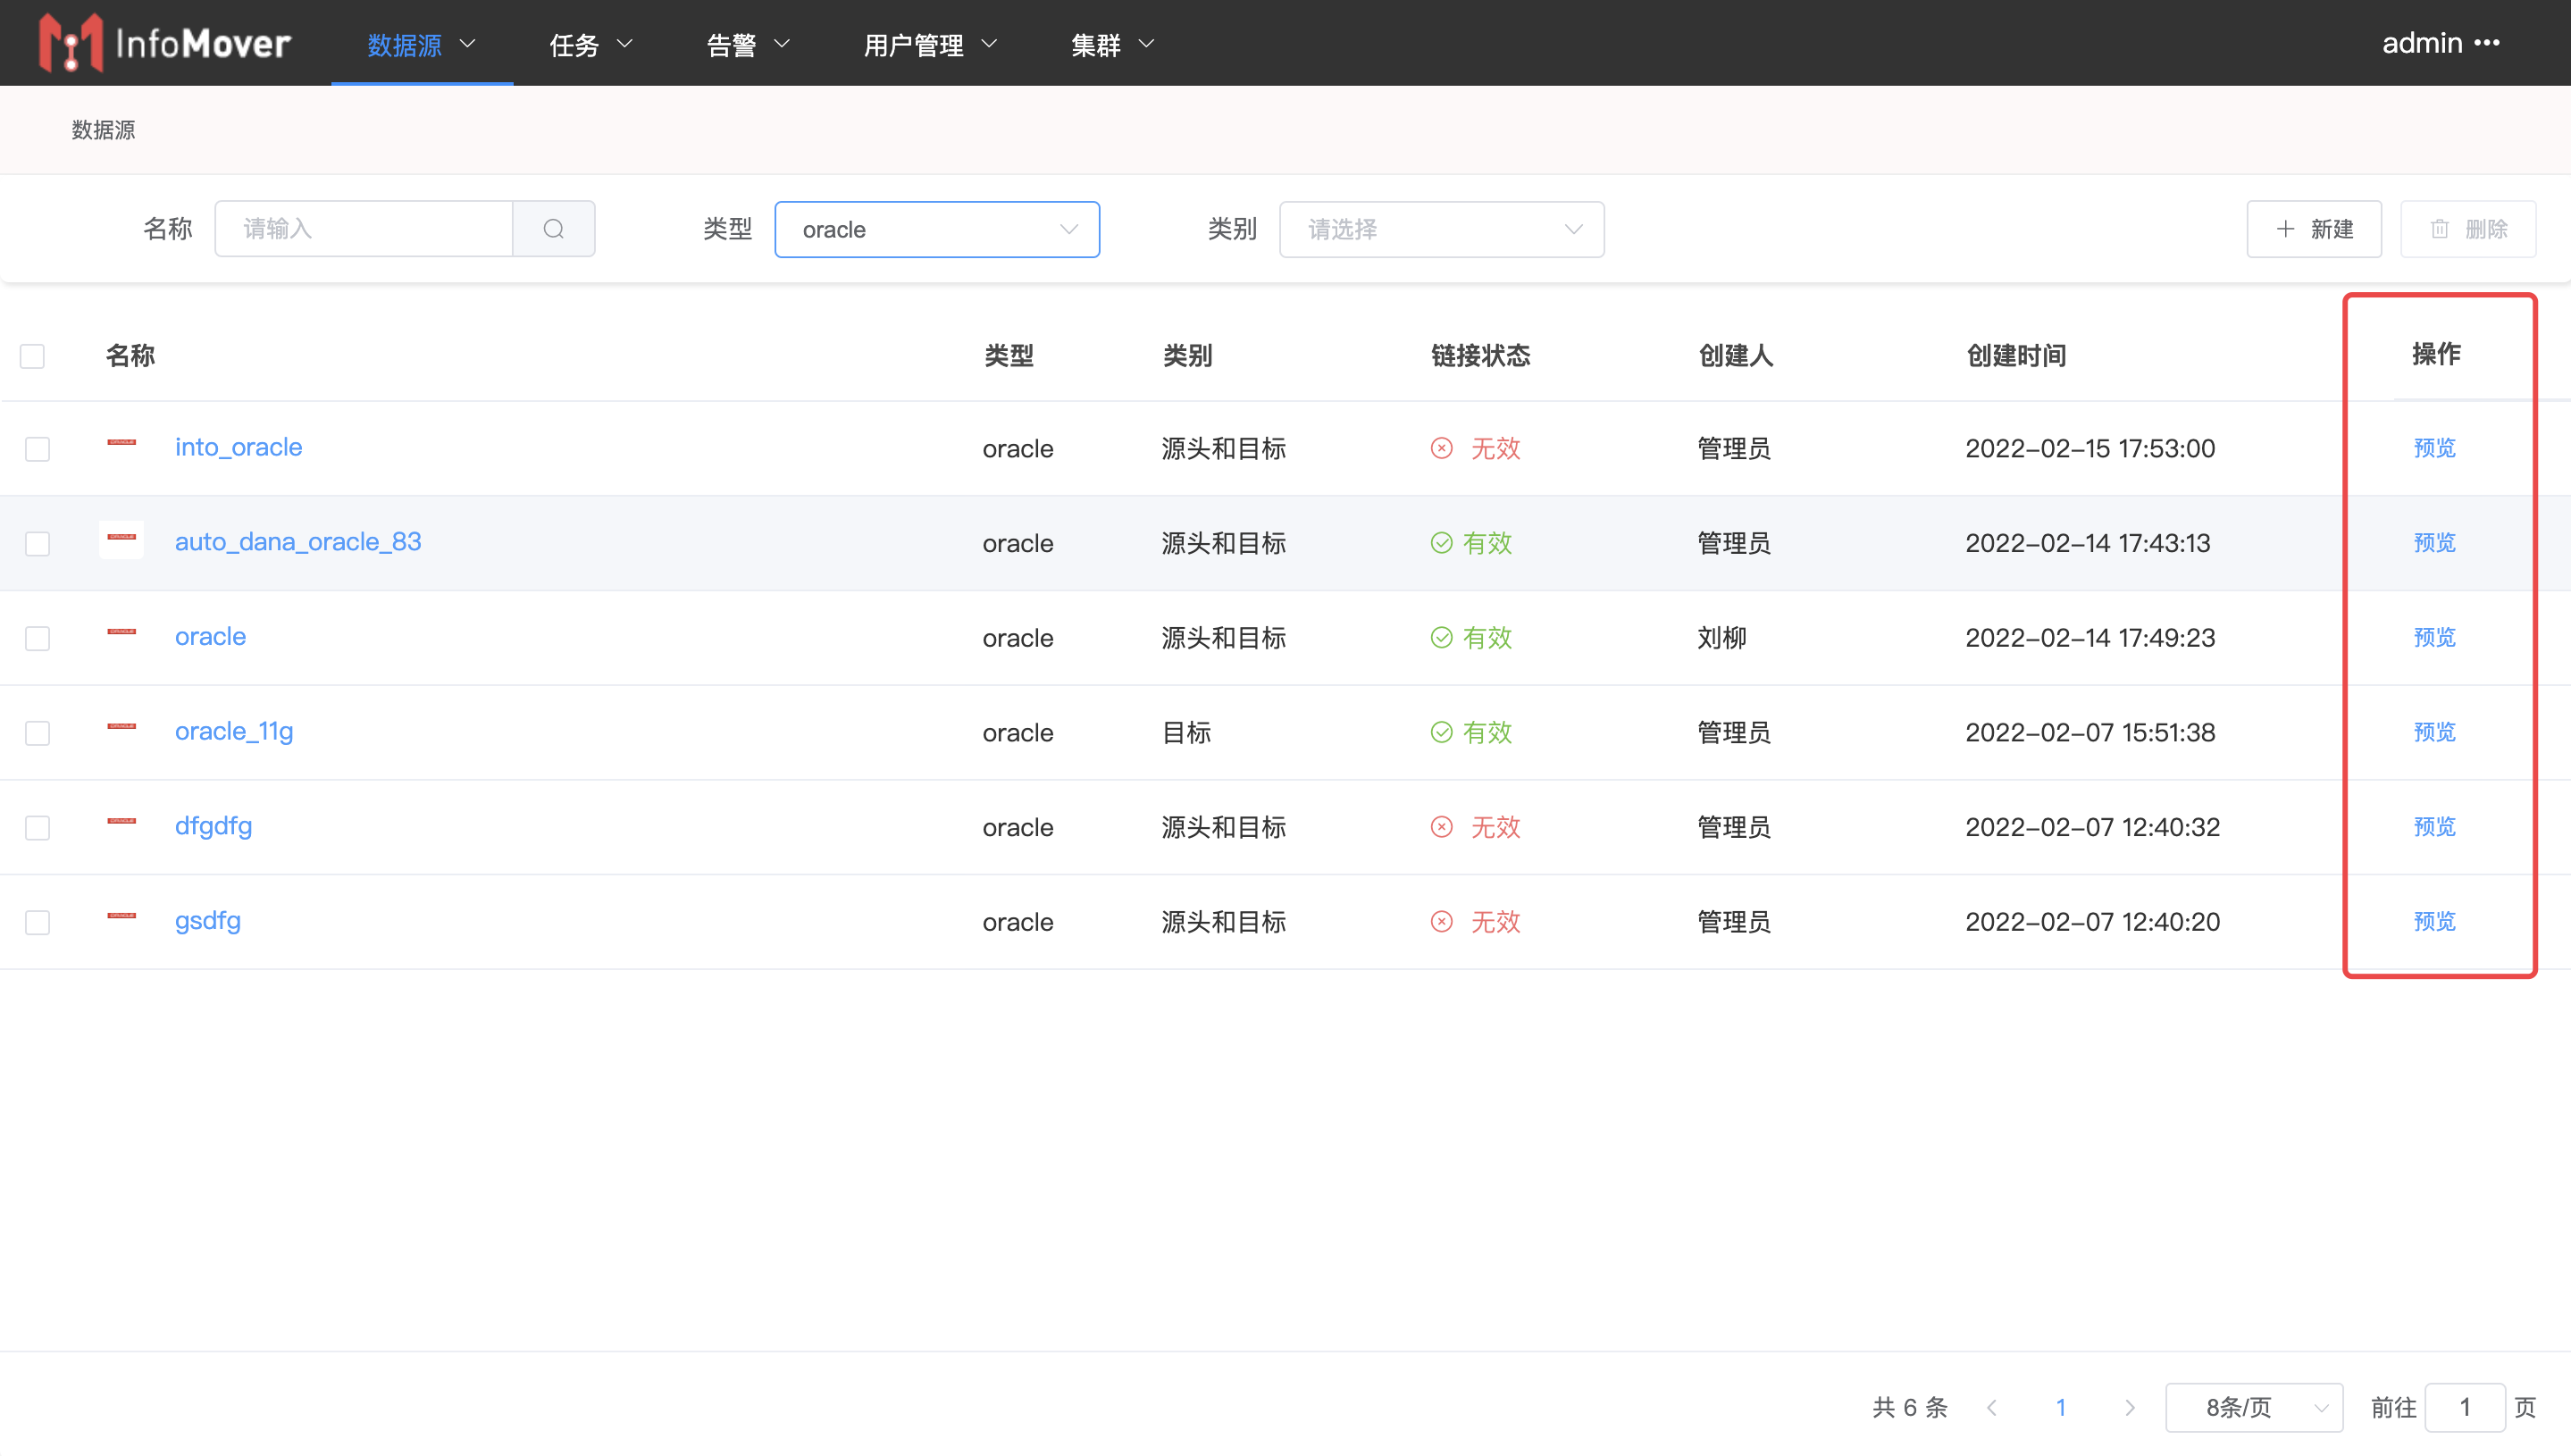 InfoMover 数据源 任务 告警 用户管理 集群 admin •••
数据源
名称 请输入 类型 oracle 类别 请选择 新建 删除
名称 类型 类别 链接状态 创建人 创建时间 操作
into_oracle oracle 源头和目标 无效 管理员 2022-02-15 17:53:00 预览
auto_dana_oracle_83 oracle 源头和目标 有效 管理员 2022-02-14 17:43:13 预览
oracle oracle 源头和目标 有效 刘柳 2022-02-14 17:49:23 预览
oracle_11g oracle 目标 有效 管理员 2022-02-07 15:51:38 预览
dfgdfg oracle 源头和目标 无效 管理员 2022-02-07 12:40:32 预览
gsdfg oracle 源头和目标 无效 管理员 2022-02-07 12:40:20 预览
共 6 条 1 8条/页 前往 1 页